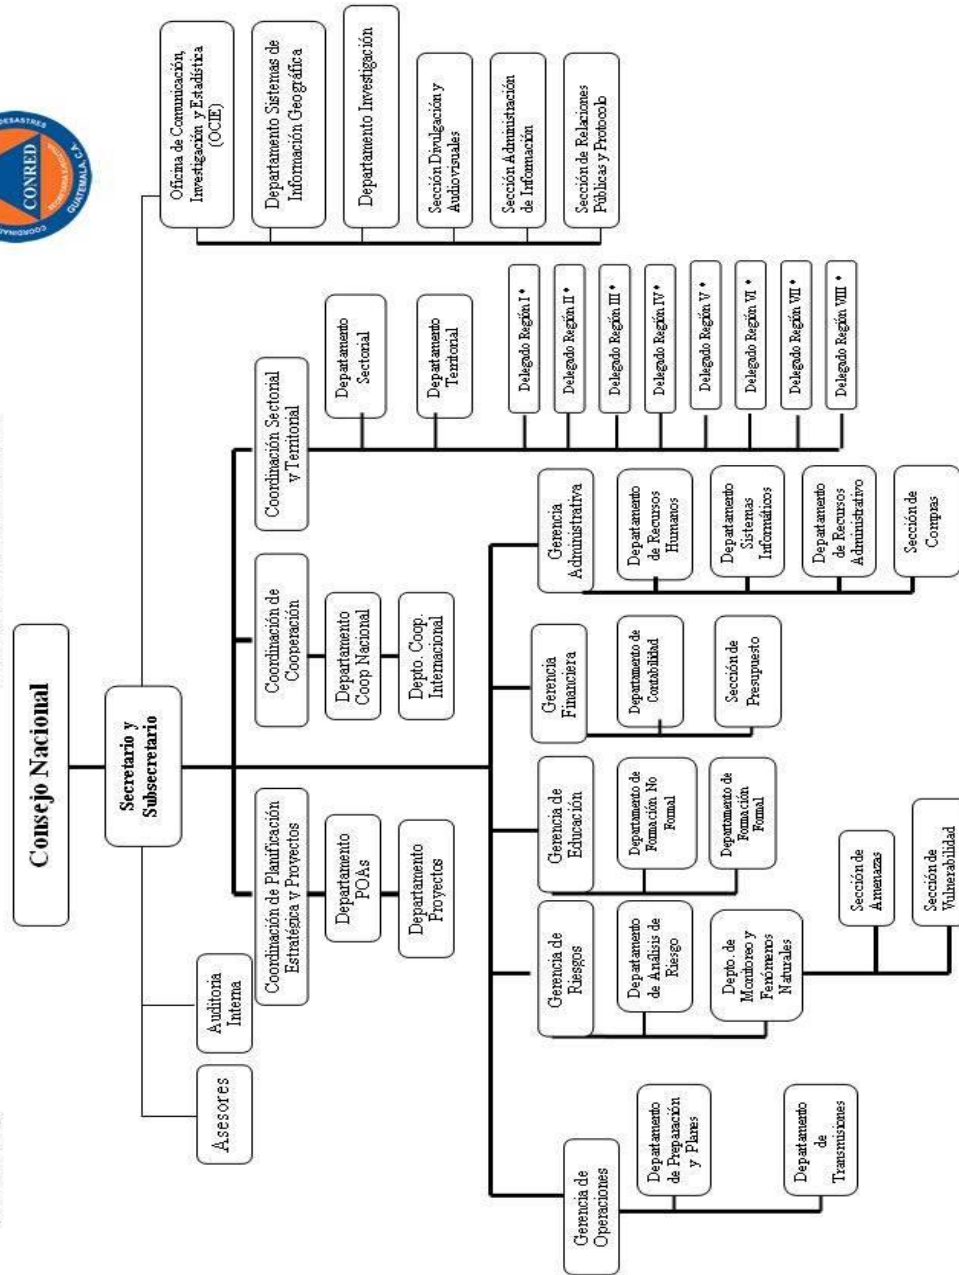 COORDINAD
DESASTRES
CONRED
SECRETARIA EJECUTIVA
GUATEMALA, C.A.
Consejo Nacional
Secretario y
Subsecretario
Asesores
Auditoria
Interna
Oficina de Comunicación,
Investigación y Estadística
(OCIE)
Departamento Sistemas de
Información Geográfica
Departamento Investigación
Sección Divulgación y
Audiovisuales
Sección Administración
de Información
Sección de Relaciones
Públicas y Protocolo
Coordinación de Planificación
Estratégica v Proyectos
Departamento
POAs
Departamento
Proyectos
Coordinación de
Cooperación
Departamento
Coop Nacional
Depto. Coop.
Internacional
Coordinación Sectorial
v Territorial
Departamento
Sectorial
Departamento
Territorial
Delegado Región I *
Delegado Región II *
Delegado Región III *
Delegado Región IV *
Delegado Región V *
Delegado Región VI *
Delegado Región VII *
Delegado Región VIII *
Gerencia de
Operaciones
Departamento
de Preparación
y Planes
Departamento
de
Transmisiones
Gerencia de
Riesgos
Departamento
de Análisis de
Riesgo
Depto. de
Monitoreo y
Fenómenos
Naturales
Sección de
Amenazas
Sección de
Vulnerabilidad
Gerencia de
Educación
Departamento de
Formación No
Formal
Departamento de
Formación
Formal
Gerencia
Financiera
Departamento de
Contabilidad
Sección de
Presupuesto
Gerencia
Administrativa
Departamento
de Recursos
Humanos
Departamento
Sistemas
Informáticos
Departamento
de Recursos
Administrativo
Sección de
Compras